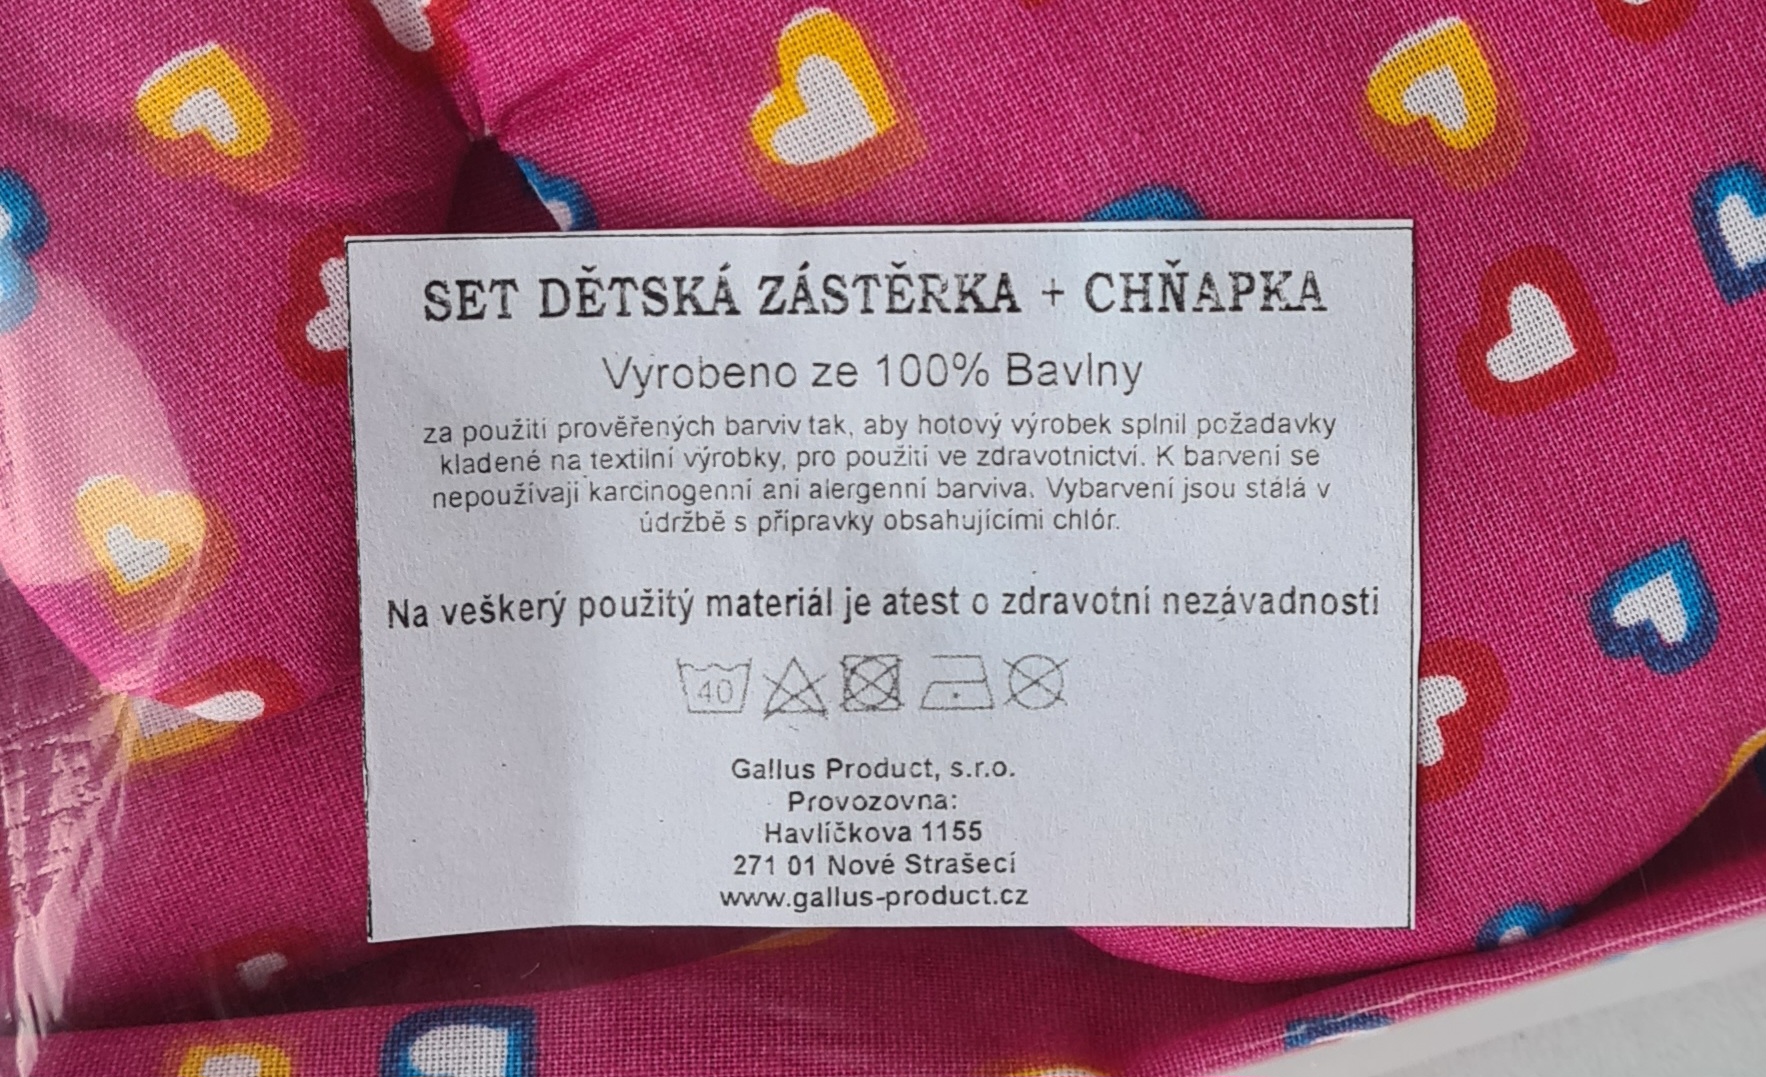 SET DĚTSKÁ ZÁSTĚRKA + CHŇAPKA
Vyrobeno ze 100% Bavlny
za použití prověřených barviv tak, aby hotový výrobek splnil požadavky
kladené na textilní výrobky, pro použití ve zdravotnictví. K barvení se
nepoužívají karcinogenní ani alergenní barviva. Vybarvení jsou stálá v
údržbě s přípravky obsahujícími chlór.
Na veškerý použitý materiál je atest o zdravotní nezávadnosti
40
Gallus Product, s.r.o.
Provozovna:
Havlíčkova 1155
271 01 Nové Strašecí
www.gallus-product.cz